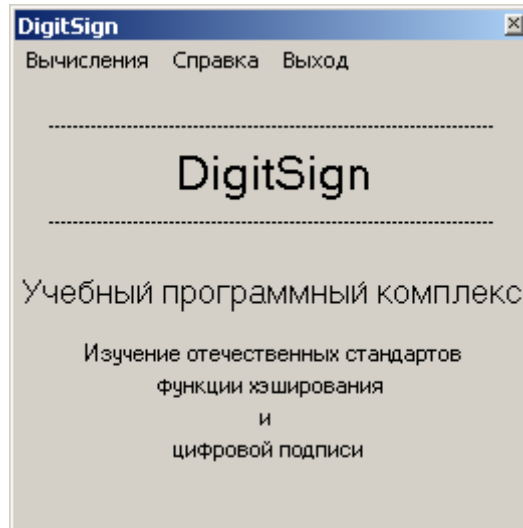 DigitSign
Вычисления Справка Выход
DigitSign
Учебный программный комплекс
Изучение отечественных стандартов
функции хэширования
и
цифровой подписи